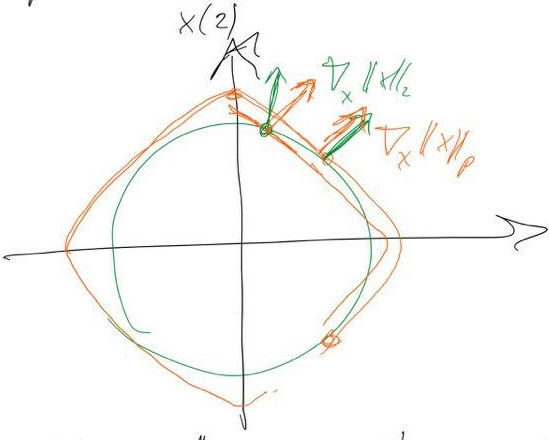 x(2)
∇ₓ ‖x‖₂
∇ₓ ‖x‖ₚ